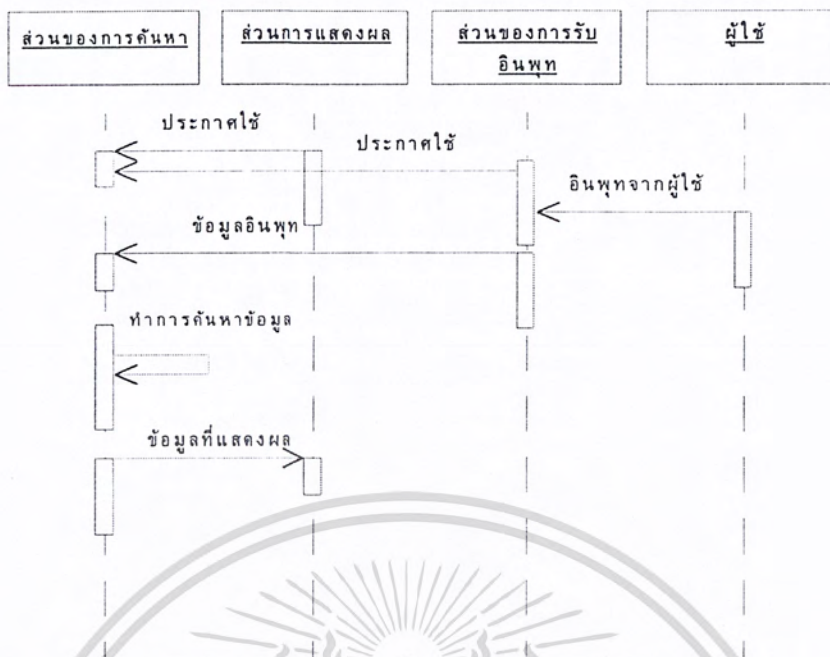 ส่วนของการค้นหา
ส่วนการแสดงผล
ส่วนของการรับ
อินพุท
ผู้ใช้
ประกาศใช้
ประกาศใช้
อินพุทจากผู้ใช้
ข้อมูลอินพุท
ทำการค้นหาข้อมูล
ข้อมูลที่แสดงผล